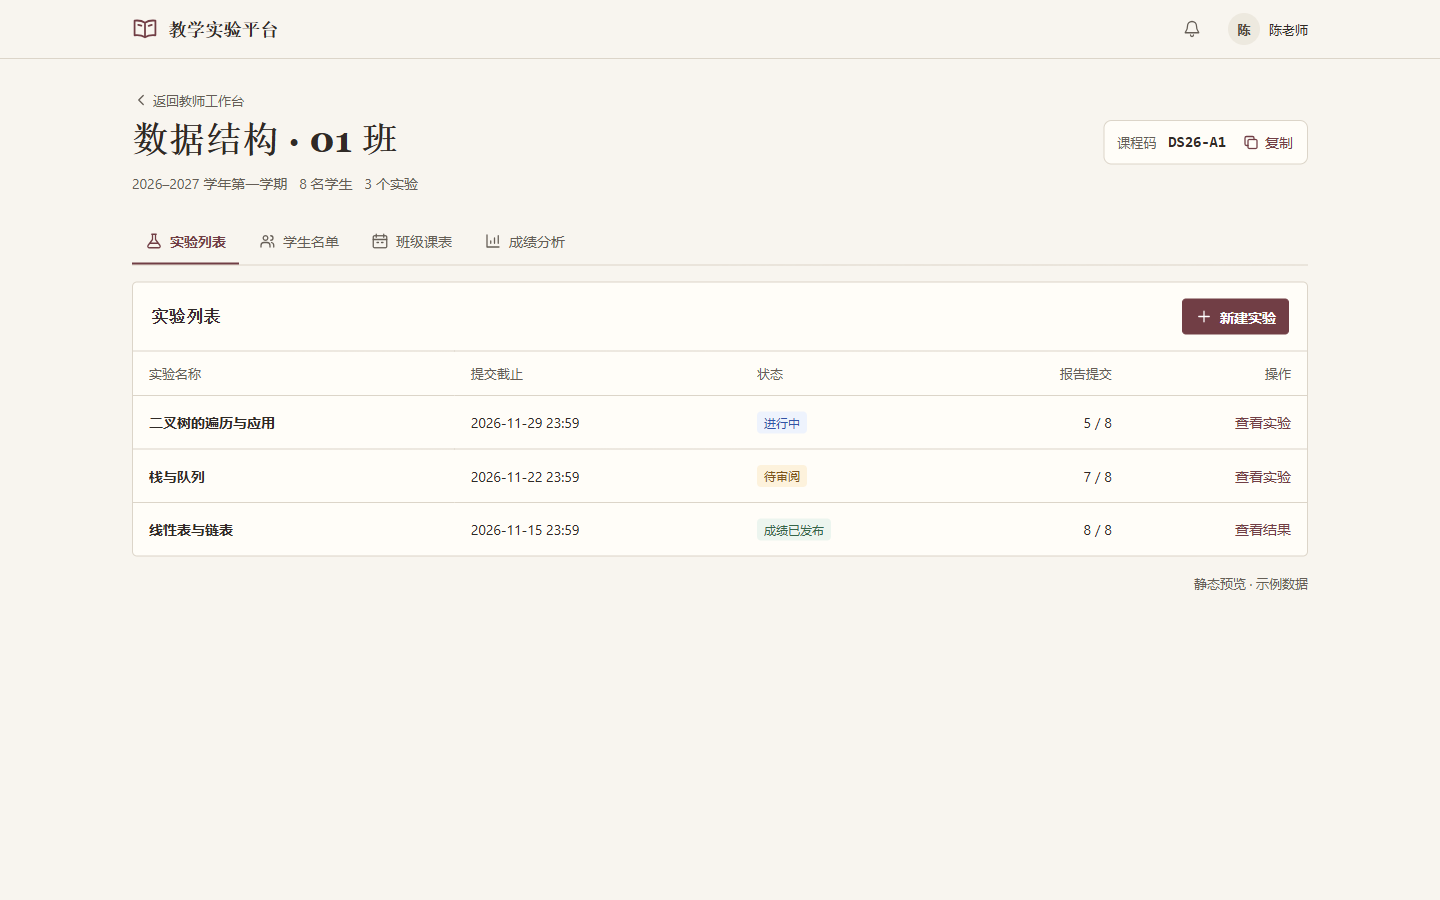 教学实验平台
陈 陈老师
返回教师工作台
数据结构 · 01 班
课程码 DS26-A1 复制
2026–2027 学年第一学期 8 名学生 3 个实验
实验列表 学生名单 班级课表 成绩分析
实验列表
新建实验
实验名称 提交截止 状态 报告提交 操作
二叉树的遍历与应用 2026-11-29 23:59 进行中 5 / 8 查看实验
栈与队列 2026-11-22 23:59 待审阅 7 / 8 查看实验
线性表与链表 2026-11-15 23:59 成绩已发布 8 / 8 查看结果
静态预览 · 示例数据